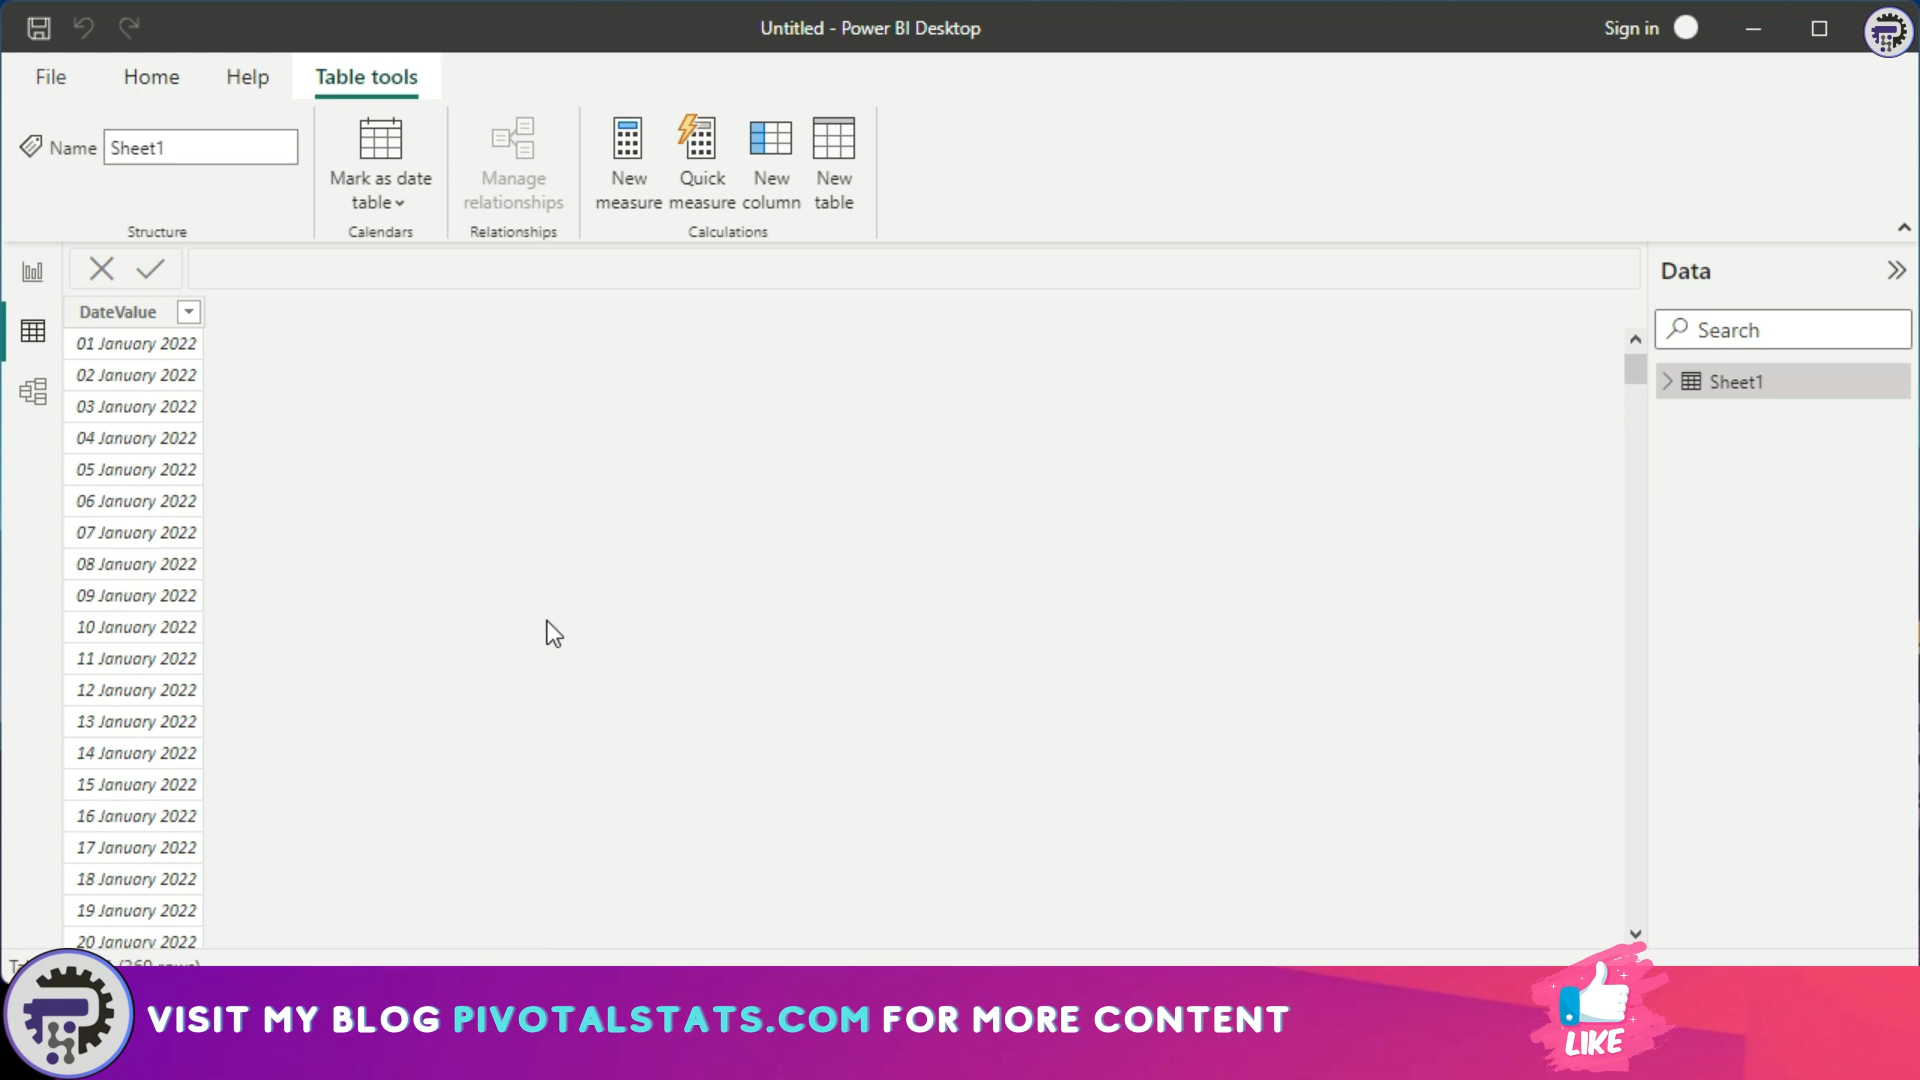 Untitled - Power BI Desktop
Sign in
File
Home
Help
Table tools
Name
Sheet1
Mark as date
table
Manage
relationships
New
measure
Quick
measure
New
column
New
table
Structure
Calendars
Relationships
Calculations
Data
Search
Sheet1
DateValue
01 January 2022
02 January 2022
03 January 2022
04 January 2022
05 January 2022
06 January 2022
07 January 2022
08 January 2022
09 January 2022
10 January 2022
11 January 2022
12 January 2022
13 January 2022
14 January 2022
15 January 2022
16 January 2022
17 January 2022
18 January 2022
19 January 2022
20 January 2022
VISIT MY BLOG PIVOTALSTATS.COM FOR MORE CONTENT
LIKE